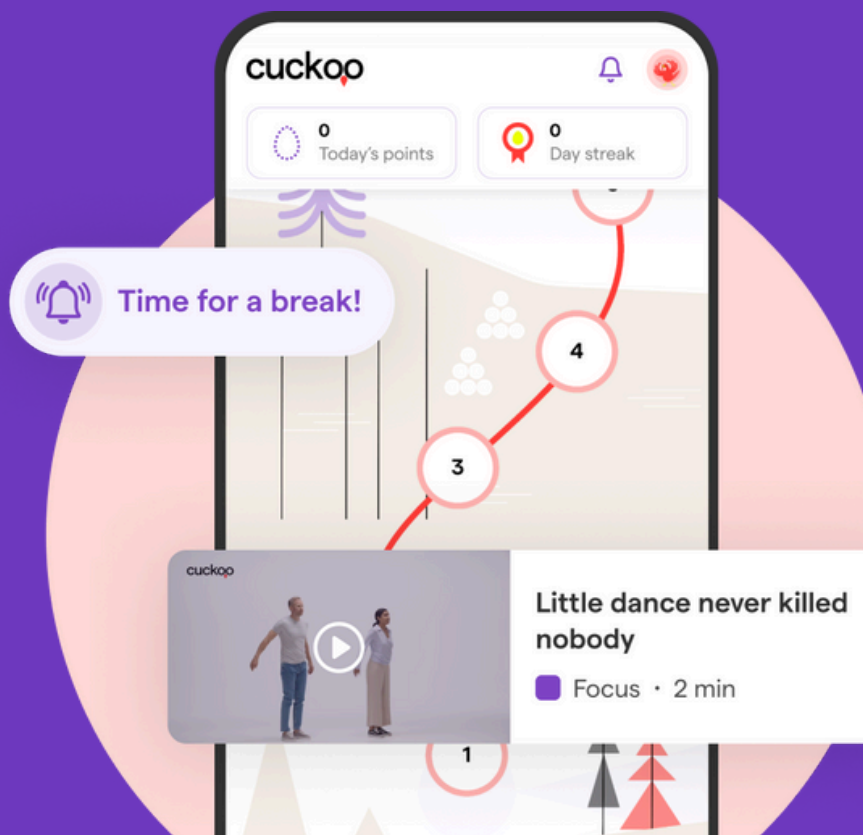 cuckoo
0
Today's points
0
Day streak
Time for a break!
4
3
cuckoo
Little dance never killed
nobody
Focus · 2 min
1